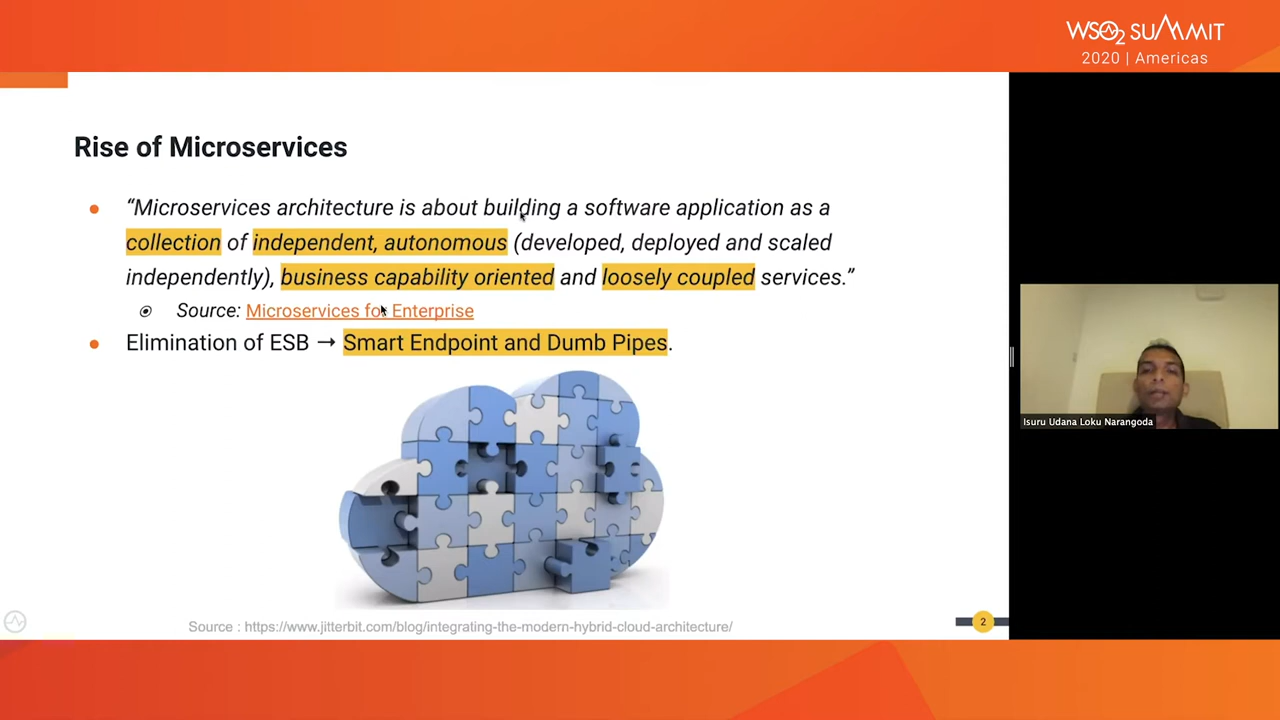 WSO2 SUMMIT
2020 | Americas
Rise of Microservices
“Microservices architecture is about building a software application as a
collection of independent, autonomous (developed, deployed and scaled
independently), business capability oriented and loosely coupled services.”
Source: Microservices for Enterprise
Elimination of ESB → Smart Endpoint and Dumb Pipes.
Isuru Udana Loku Narangoda
Source : https://www.jitterbit.com/blog/integrating-the-modern-hybrid-cloud-architecture/
2